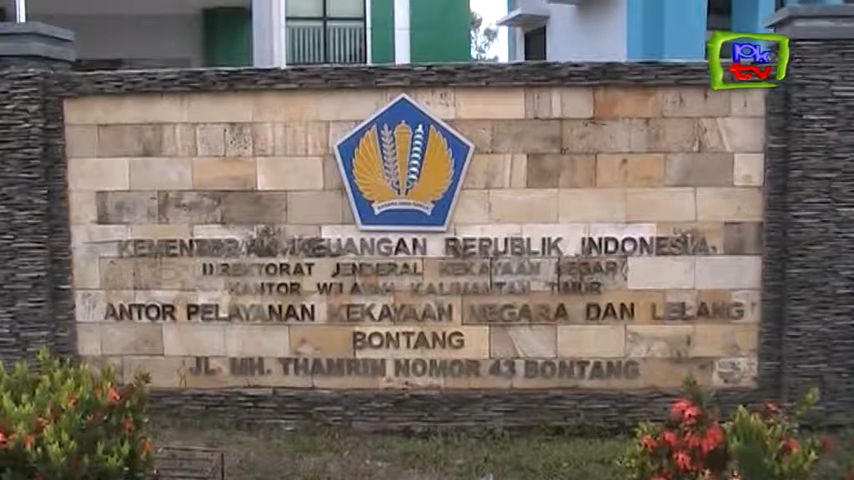 PKTV
KEMENTERIAN KEUANGAN REPUBLIK INDONESIA
DIREKTORAT JENDERAL KEKAYAAN NEGARA
KANTOR WILAYAH KALIMANTAN TIMUR
ANTOR PELAYANAN KEKAYAAN NEGARA DAN LELANG
BONTANG
JL. MH. THAMRIN NOMOR 43 BONTANG